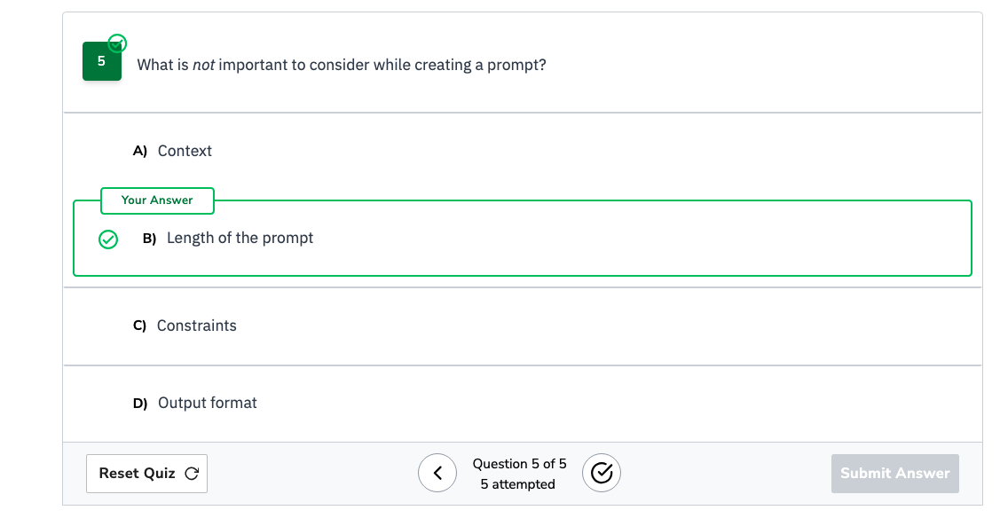 5
What is not important to consider while creating a prompt?
A) Context
Your Answer
B) Length of the prompt
C) Constraints
D) Output format
Reset Quiz
Question 5 of 5
5 attempted
Submit Answer